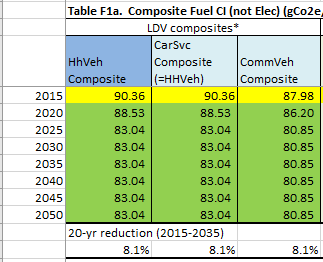 Table F1a. Composite Fuel CI (not Elec) (gCo2e,
LDV composites*
HhVeh Composite CarSvc Composite (=HHVeh) CommVeh Composite
2015 90.36 90.36 87.98
2020 88.53 88.53 86.20
2025 83.04 83.04 80.85
2030 83.04 83.04 80.85
2035 83.04 83.04 80.85
2040 83.04 83.04 80.85
2045 83.04 83.04 80.85
2050 83.04 83.04 80.85
20-yr reduction (2015-2035)
8.1% 8.1% 8.1%